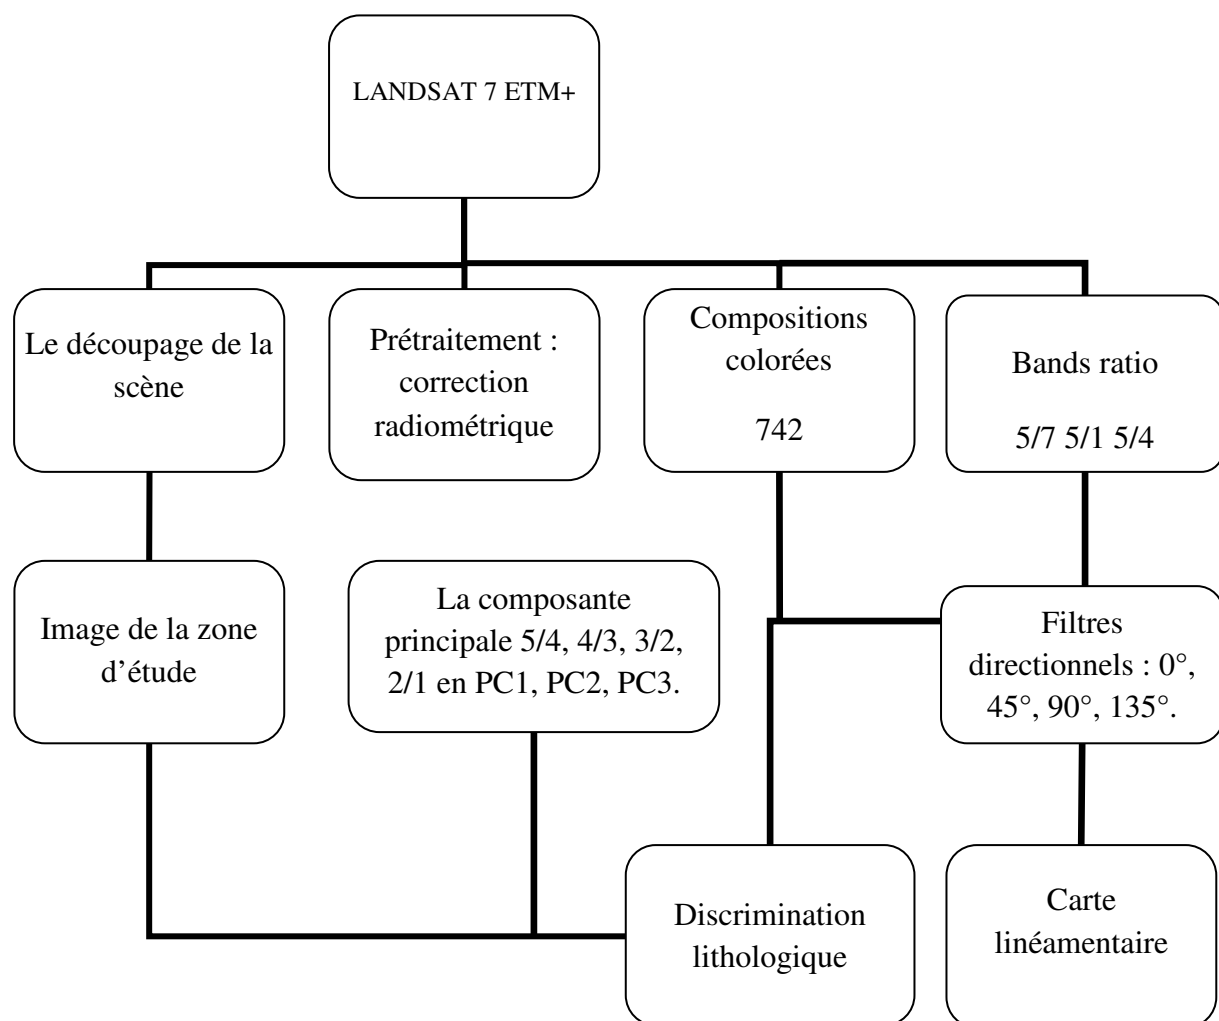 LANDSAT 7 ETM+
Le découpage de la
scène
Prétraitement :
correction
radiométrique
Compositions
colorées
742
Bands ratio
5/7 5/1 5/4
Image de la zone
d’étude
La composante
principale 5/4, 4/3, 3/2,
2/1 en PC1, PC2, PC3.
Filtres
directionnels : 0°,
45°, 90°, 135°.
Discrimination
lithologique
Carte
linéamentaire